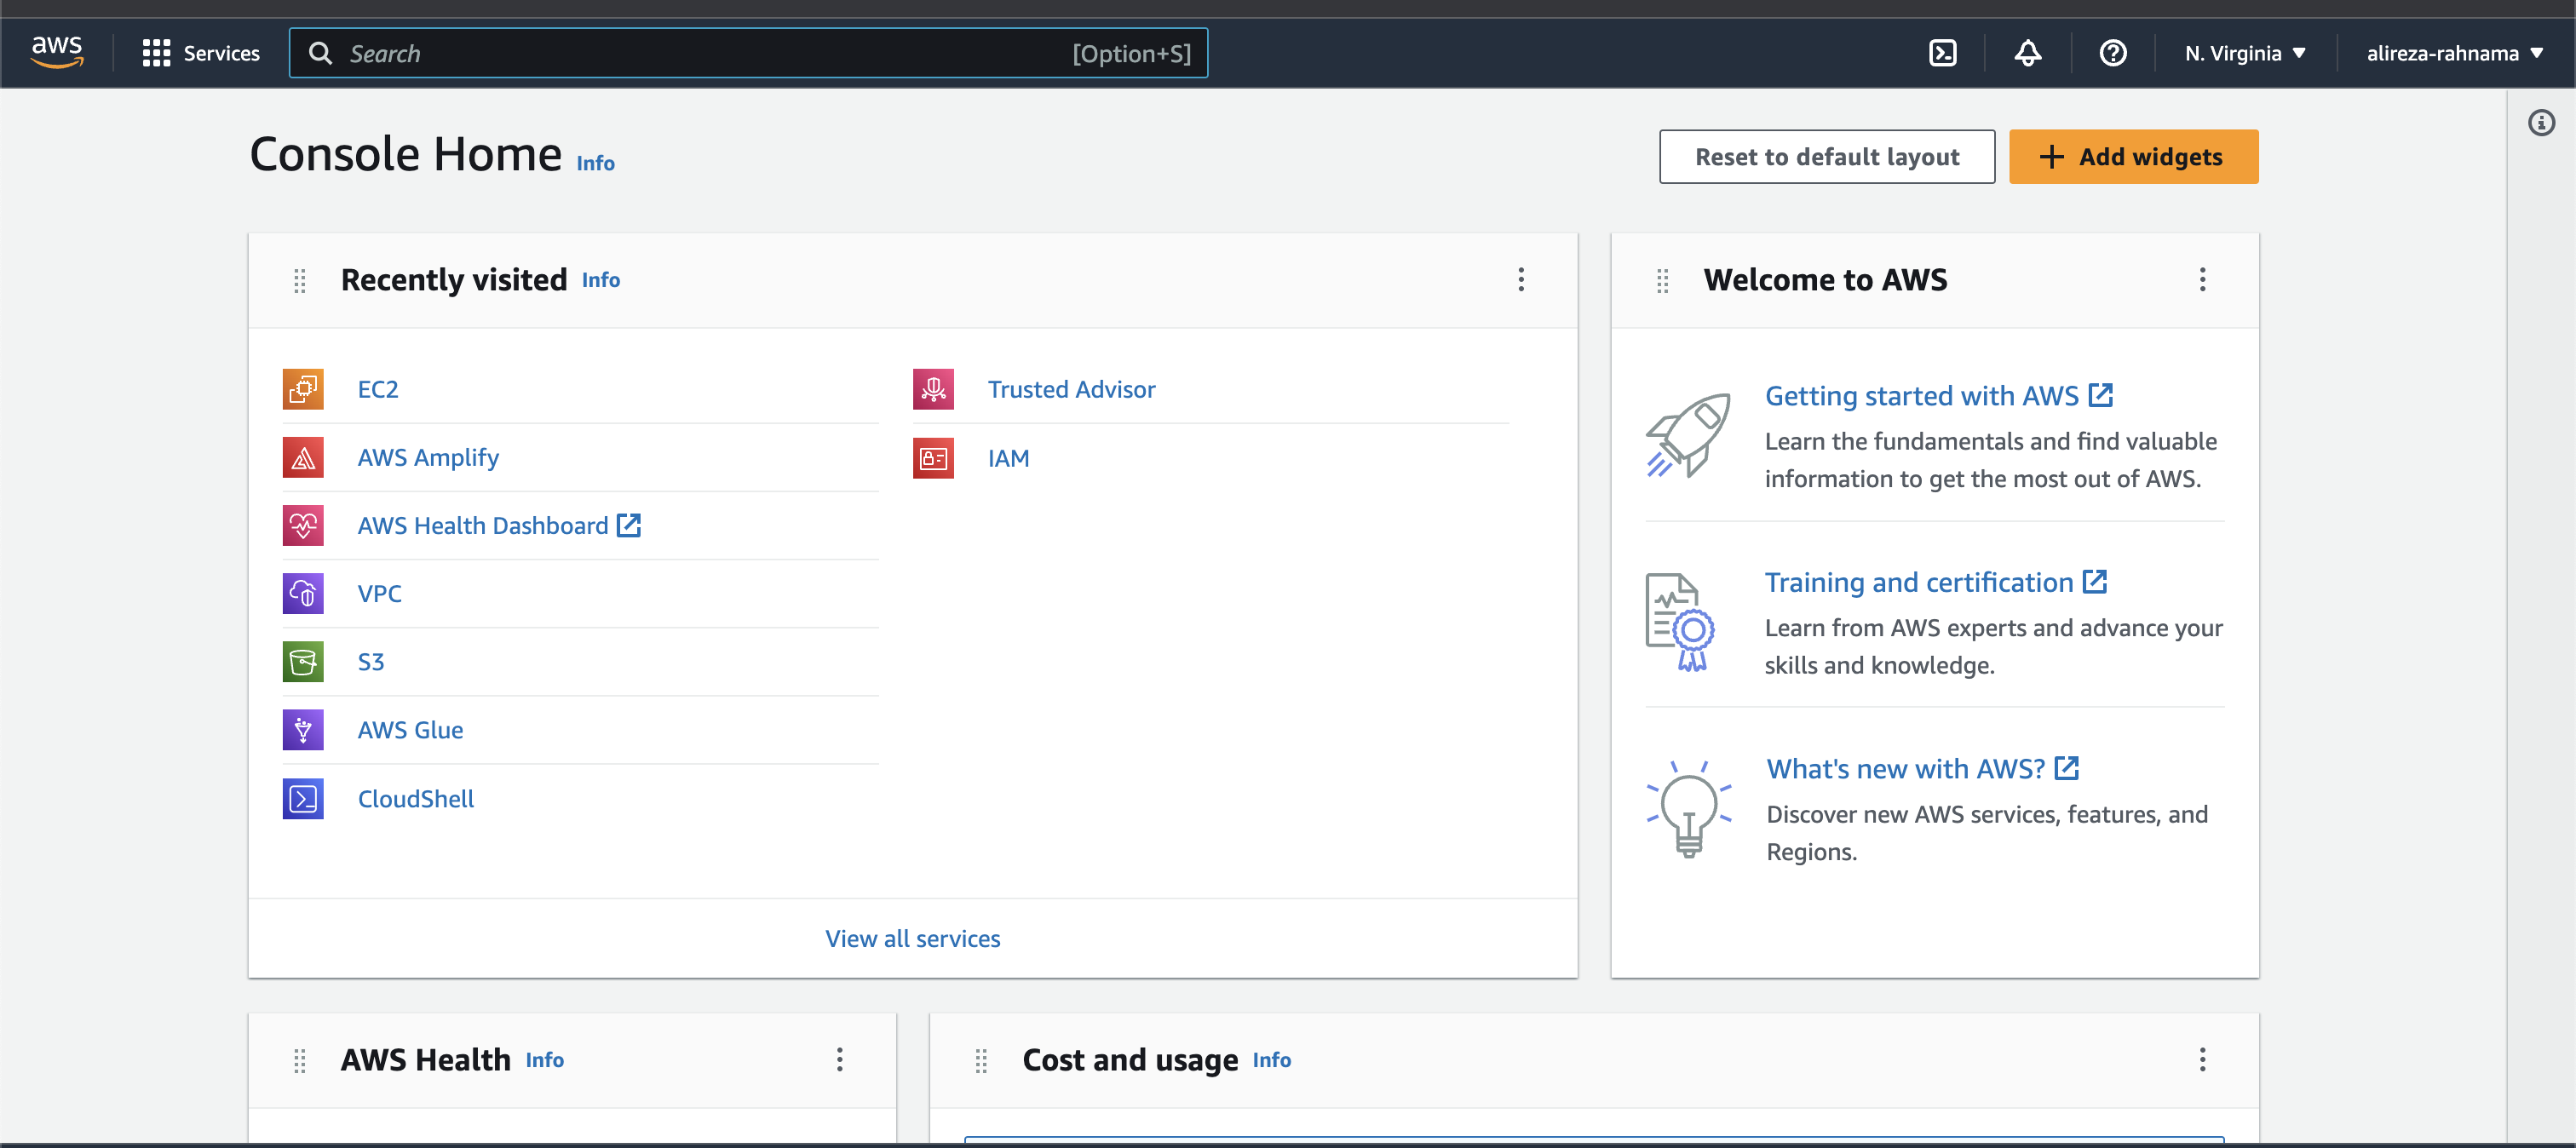 aws
Services
Search
[Option+S]
N. Virginia
alireza-rahnama
Console Home
Info
Reset to default layout
Add widgets
Recently visited
Info
EC2
AWS Amplify
AWS Health Dashboard
VPC
S3
AWS Glue
CloudShell
Trusted Advisor
IAM
View all services
Welcome to AWS
Getting started with AWS
Learn the fundamentals and find valuable
information to get the most out of AWS.
Training and certification
Learn from AWS experts and advance your
skills and knowledge.
What's new with AWS?
Discover new AWS services, features, and
Regions.
AWS Health
Info
Cost and usage
Info